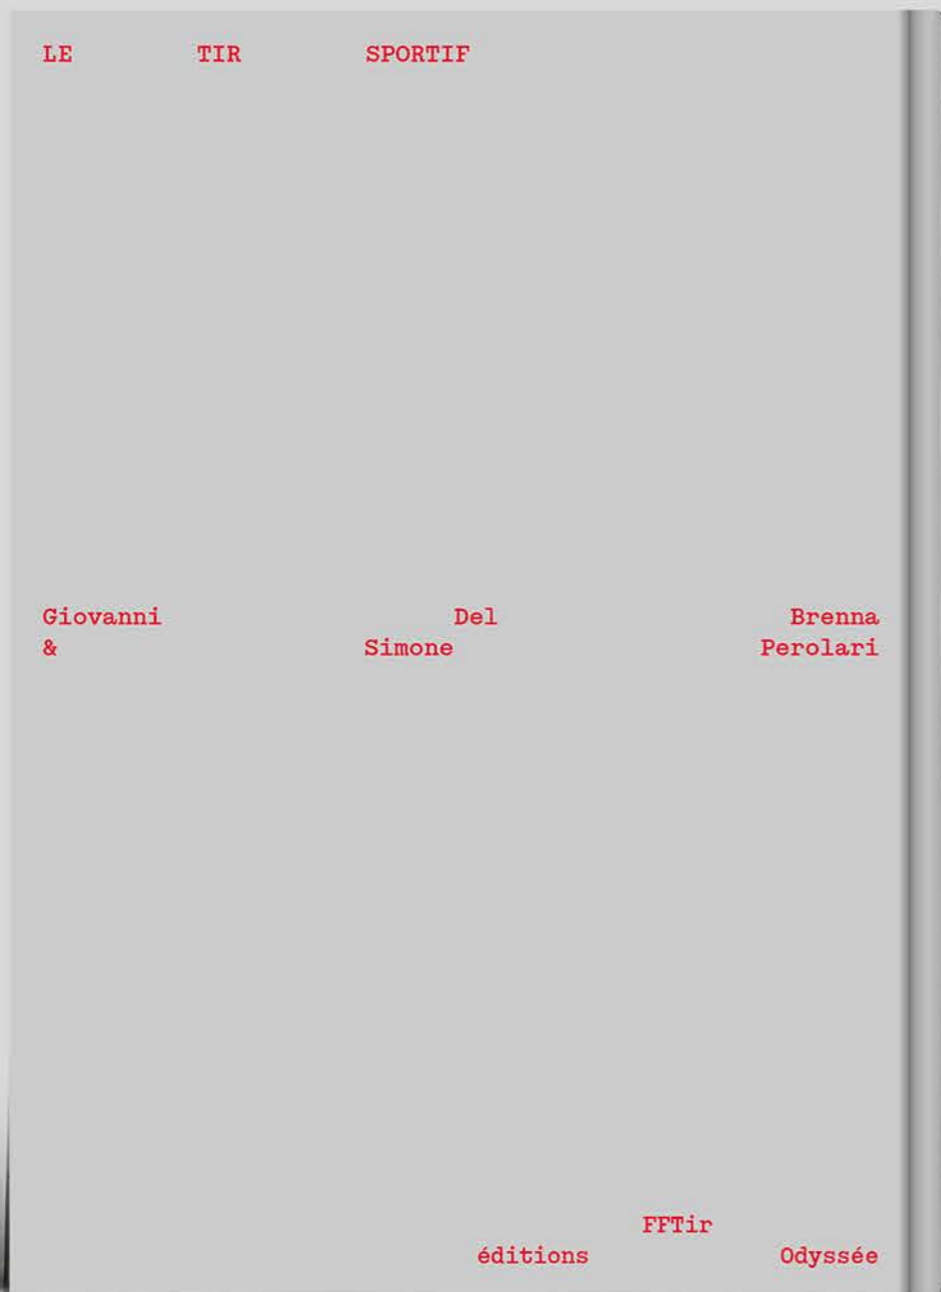 LE TIR SPORTIF
Giovanni Del Brenna
& Simone Perolari
FFTir
éditions Odyssée